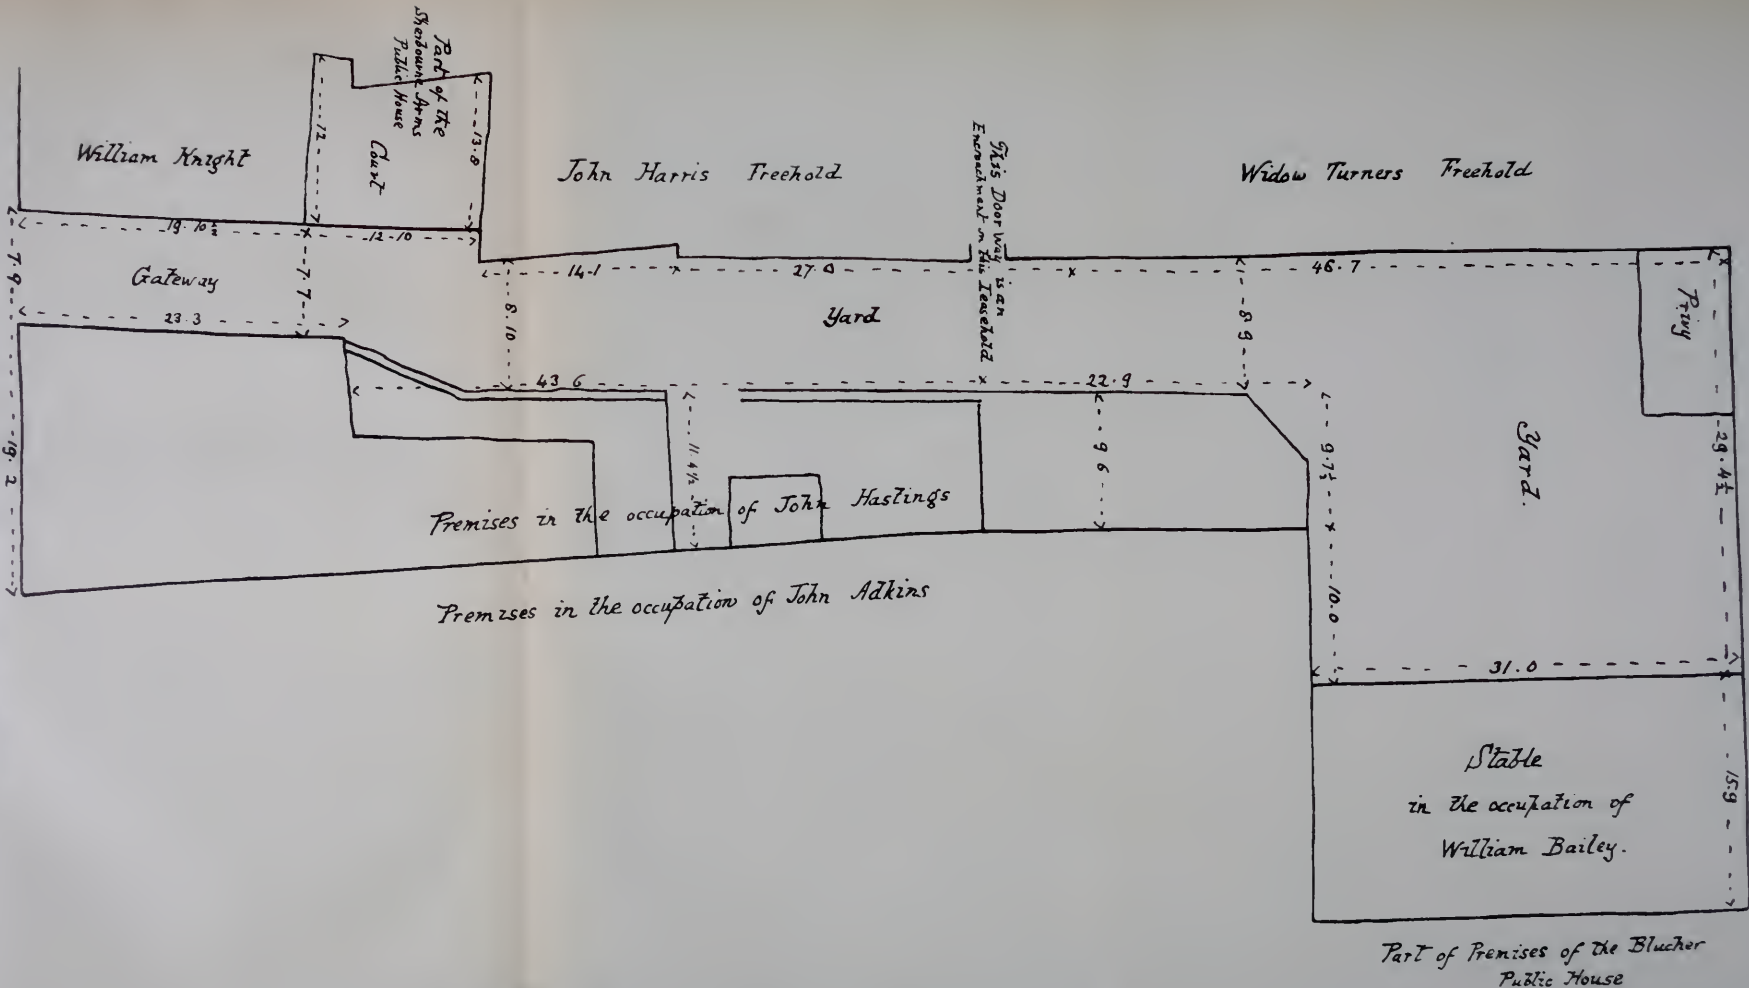 Part of the
Sherbourne Arms
Public House
Court
12
13.8
William Knight
John Harris Freehold
This Door Way is an
Encroachment on this Leasehold
Widow Turners Freehold
19.10½
12.10
7.9
Gateway
7.7
23.3
14.1
27.0
46.7
8.10
Yard
8.9
Privy
43 6
22.9
19.2
11.4½
9 6
9.7½
Yard.
29.4½
Premises in the occupation of John Hastings
Premises in the occupation of John Adkins
10.0
31.0
Stable
in the occupation of
William Bailey.
15.9
Part of Premises of the Blucher
Public House